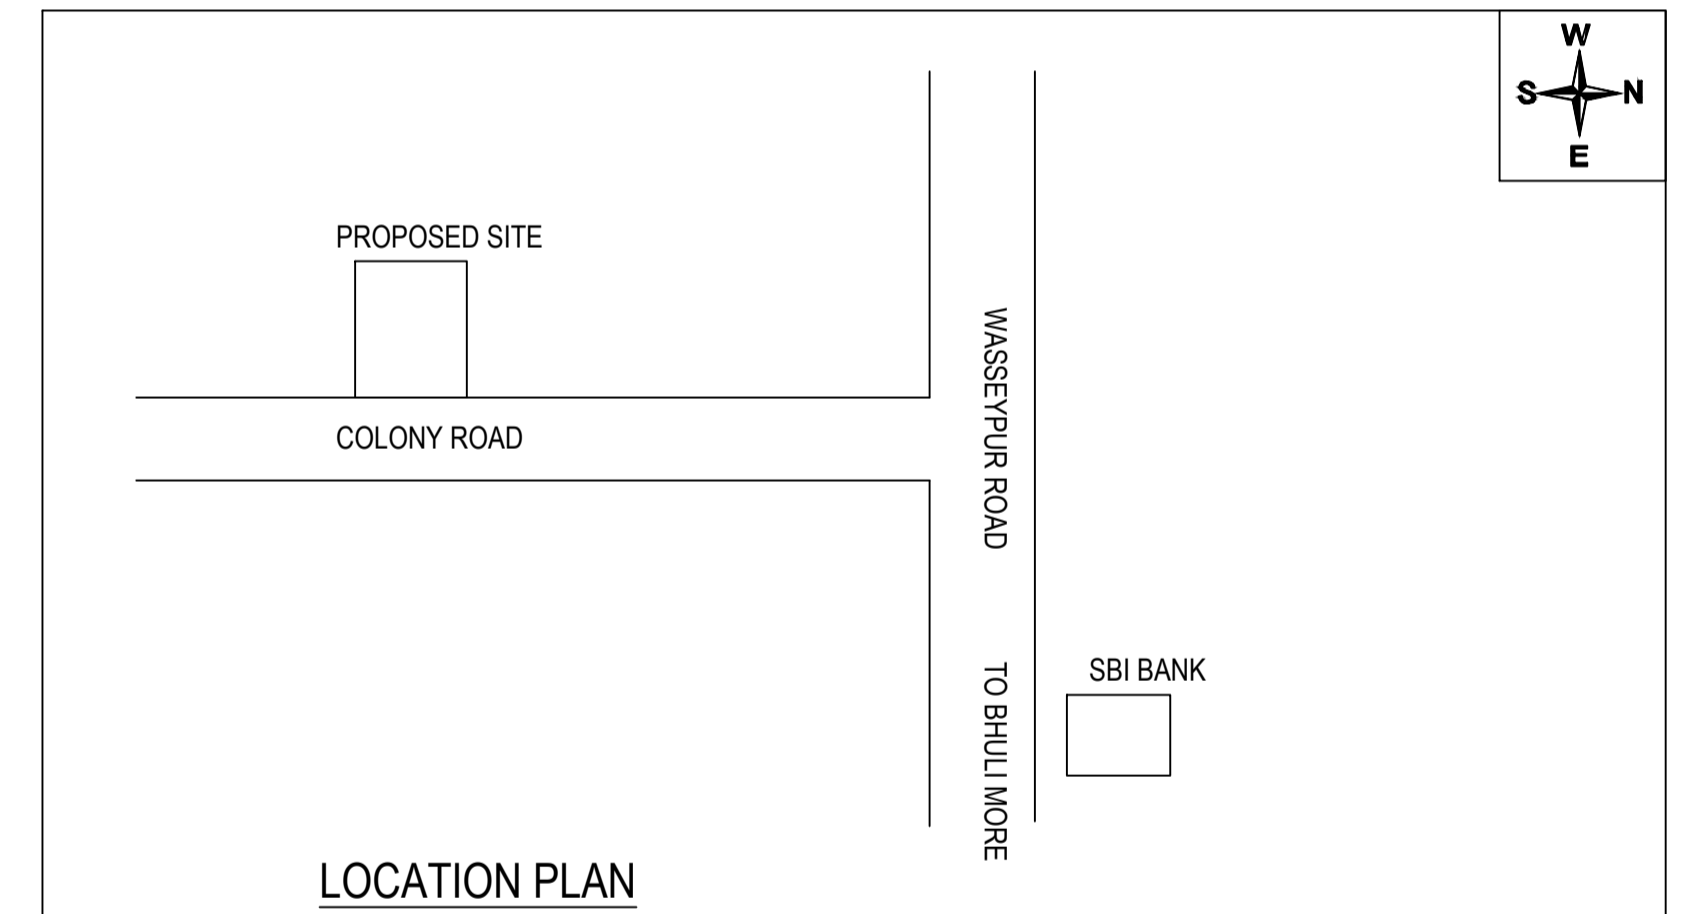 W
S N
E
PROPOSED SITE
COLONY ROAD
WASSEYPUR ROAD
TO BHULI MORE
SBI BANK
LOCATION PLAN